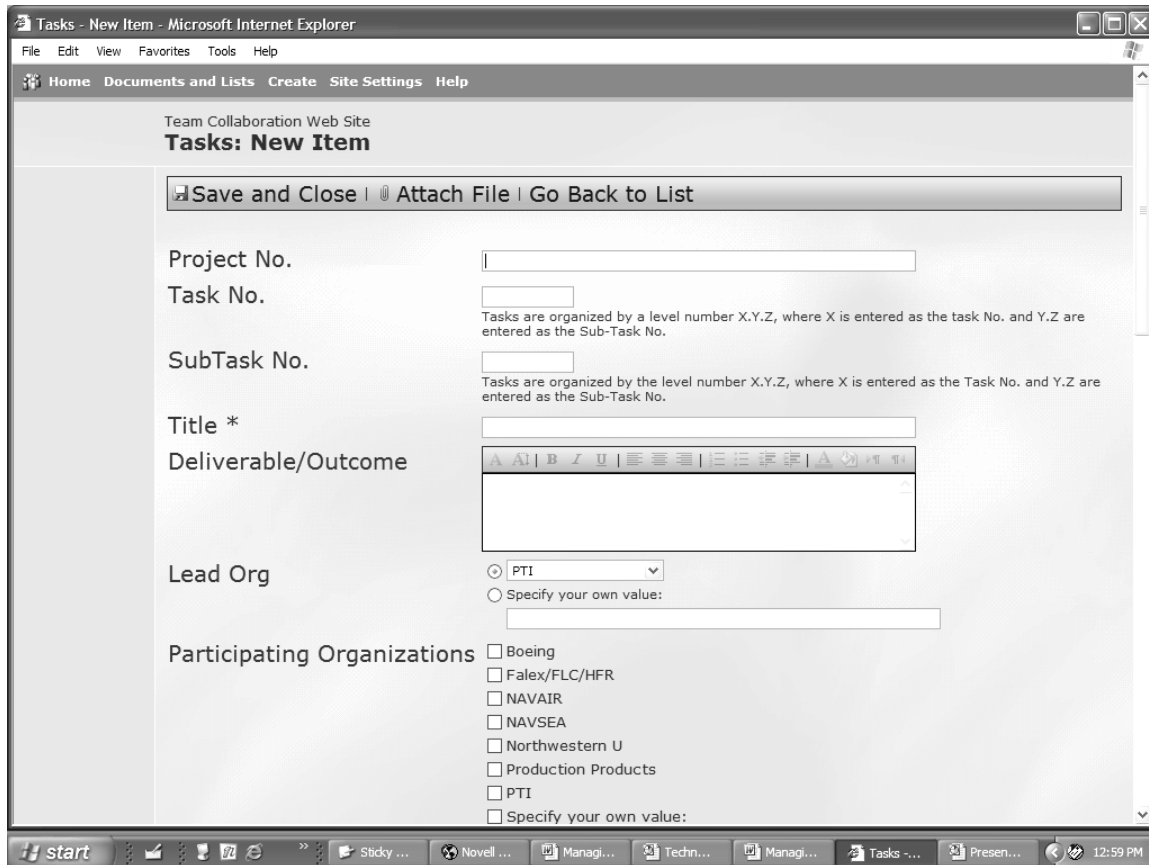 Tasks - New Item - Microsoft Internet Explorer
File Edit View Favorites Tools Help
Home Documents and Lists Create Site Settings Help
Team Collaboration Web Site
Tasks: New Item
Save and Close | Attach File | Go Back to List
Project No.
Task No.
Tasks are organized by a level number X.Y.Z, where X is entered as the task No. and Y.Z are
entered as the Sub-Task No.
SubTask No.
Tasks are organized by the level number X.Y.Z, where X is entered as the Task No. and Y.Z are
entered as the Sub-Task No.
Title *
Deliverable/Outcome
A A | B I U | A
Lead Org
PTI
Specify your own value:
Participating Organizations
Boeing
Falex/FLC/HFR
NAVAIR
NAVSEA
Northwestern U
Production Products
PTI
Specify your own value:
start » Sticky ... Novell ... Managi... Techn... Managi... Tasks -... Presen... 12:59 PM